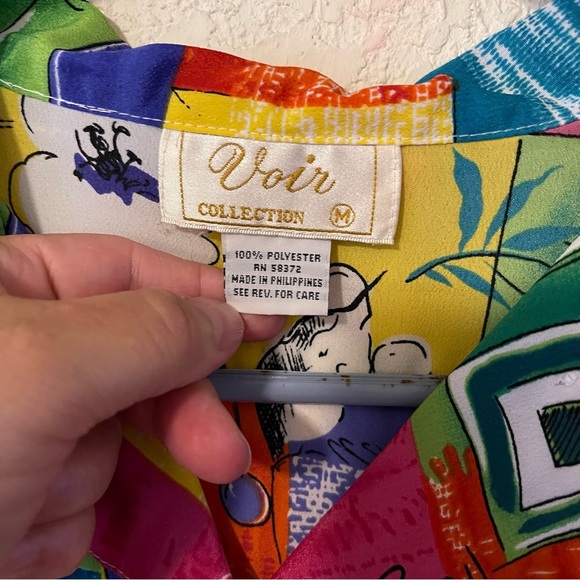 Voir
COLLECTION M
100% POLYESTER
RN 58372
MADE IN PHILIPPINES
SEE REV. FOR CARE